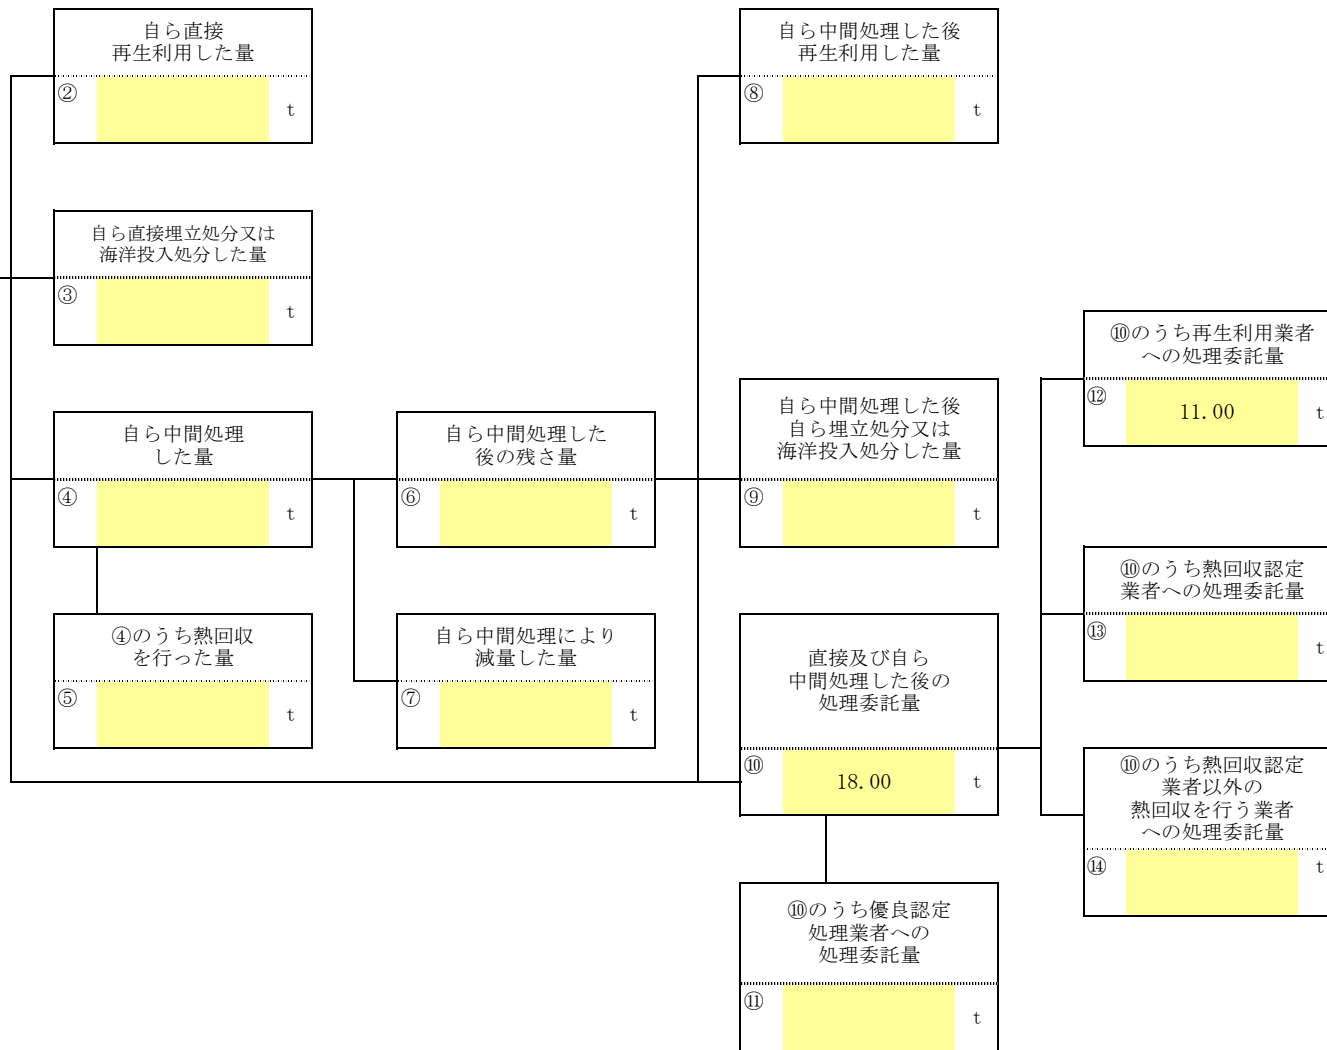 自ら直接
再生利用した量
②
t
自ら中間処理した後
再生利用した量
⑧
t
自ら直接埋立処分又は
海洋投入処分した量
③
t
⑩のうち再生利用業者
への処理委託量
⑫
11.00
t
自ら中間処理
した量
④
t
自ら中間処理した
後の残さ量
⑥
t
自ら中間処理した後
自ら埋立処分又は
海洋投入処分した量
⑨
t
⑩のうち熱回収認定
業者への処理委託量
⑬
t
④のうち熱回収
を行った量
⑤
t
自ら中間処理により
減量した量
⑦
t
直接及び自ら
中間処理した後の
処理委託量
⑩
18.00
t
⑩のうち熱回収認定
業者以外の
熱回収を行う業者
への処理委託量
⑭
t
⑩のうち優良認定
処理業者への
処理委託量
⑪
t